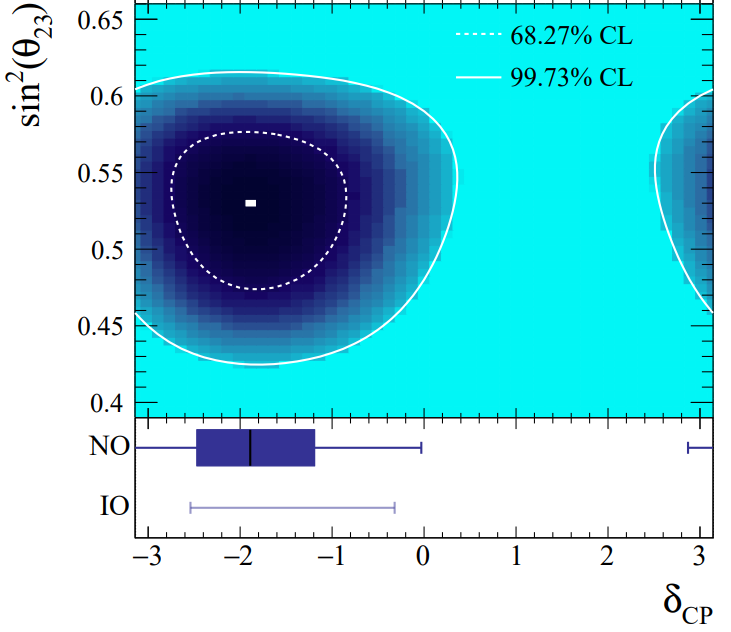 sin²(θ₂₃)
0.65
0.6
0.55
0.5
0.45
0.4
68.27% CL
99.73% CL
NO
IO
−3 −2 −1 0 1 2 3
δ_CP